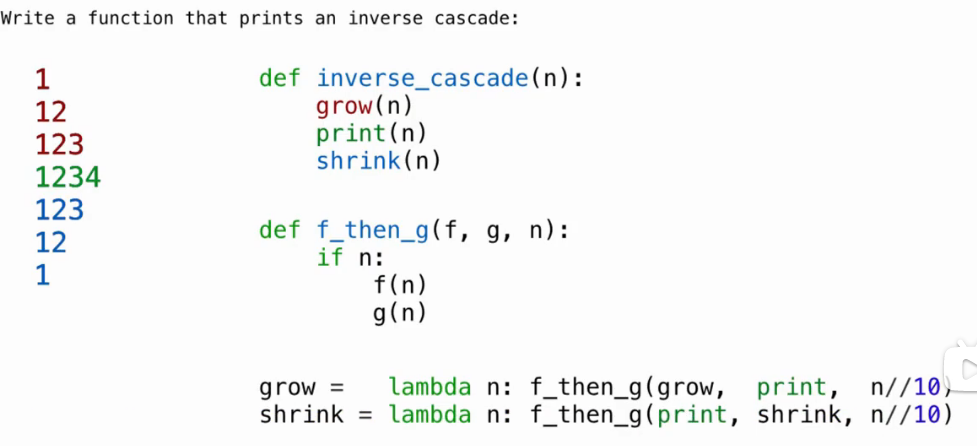 Write a function that prints an inverse cascade:
1
12
123
1234
123
12
1
def inverse_cascade(n):
    grow(n)
    print(n)
    shrink(n)
def f_then_g(f, g, n):
    if n:
        f(n)
        g(n)
grow =   lambda n: f_then_g(grow,  print,  n//10)
shrink = lambda n: f_then_g(print, shrink, n//10)